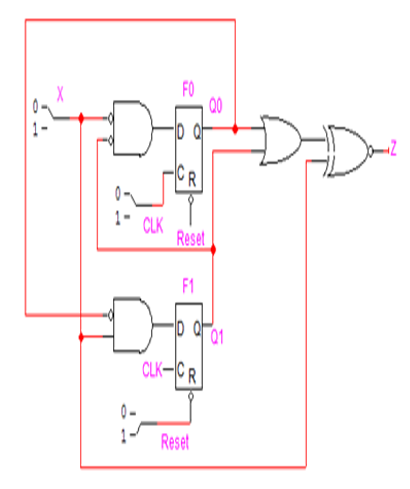 F0
X
Q0
0
1
D Q
Z
C
R
0
1
CLK
Reset
F1
D Q
Q1
CLK
C
R
0
1
Reset